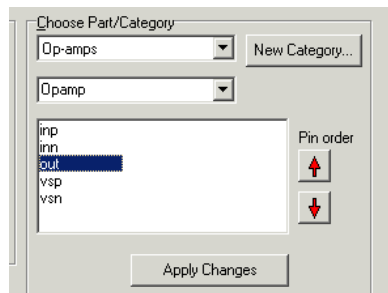 Choose Part/Category
Op-amps
New Category...
Opamp
inp
inn
out
vsp
vsn
Pin order
Apply Changes